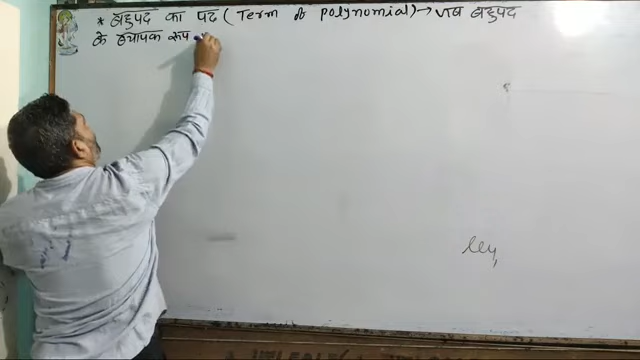 * बहुपद का पद (Term of polynomial) → जब बहुपद
के व्यापक रूप